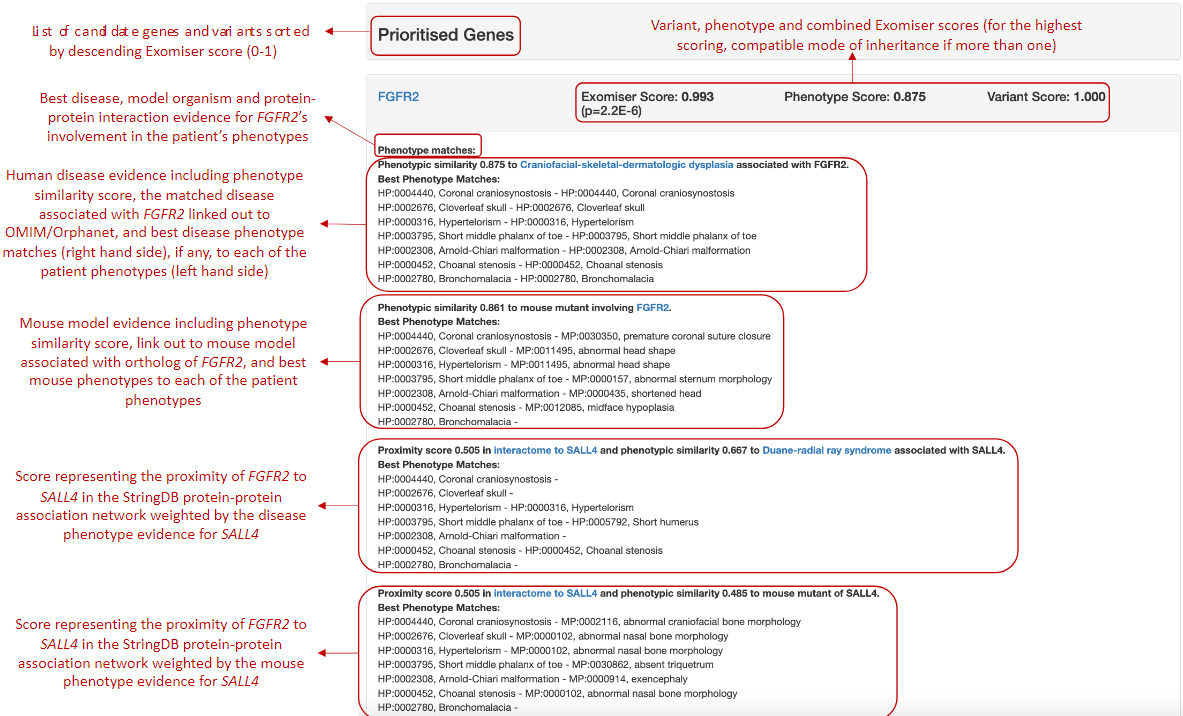 List of candidate genes and variants sorted
by descending Exomiser score (0-1)
Prioritised Genes
Variant, phenotype and combined Exomiser scores (for the highest
scoring, compatible mode of inheritance if more than one)
FGFR2
Exomiser Score: 0.993
(p=2.2E-6)
Phenotype Score: 0.875
Variant Score: 1.000
Best disease, model organism and protein-
protein interaction evidence for FGFR2's
involvement in the patient's phenotypes
Phenotype matches:
Human disease evidence including phenotype
similarity score, the matched disease
associated with FGFR2 linked out to
OMIM/Orphanet, and best disease phenotype
matches (right hand side), if any, to each of the
patient phenotypes (left hand side)
Phenotypic similarity 0.875 to Craniofacial-skeletal-dermatologic dysplasia associated with FGFR2.
Best Phenotype Matches:
HP:0004440, Coronal craniosynostosis - HP:0004440, Coronal craniosynostosis
HP:0002676, Cloverleaf skull - HP:0002676, Cloverleaf skull
HP:0000316, Hypertelorism - HP:0000316, Hypertelorism
HP:0003795, Short middle phalanx of toe - HP:0003795, Short middle phalanx of toe
HP:0002308, Arnold-Chiari malformation - HP:0002308, Arnold-Chiari malformation
HP:0000452, Choanal stenosis - HP:0000452, Choanal stenosis
HP:0002780, Bronchomalacia - HP:0002780, Bronchomalacia
Mouse model evidence including phenotype
similarity score, link out to mouse model
associated with ortholog of FGFR2, and best
mouse phenotypes to each of the patient
phenotypes
Phenotypic similarity 0.861 to mouse mutant involving FGFR2.
Best Phenotype Matches:
HP:0004440, Coronal craniosynostosis - MP:0030350, premature coronal suture closure
HP:0002676, Cloverleaf skull - MP:0011495, abnormal head shape
HP:0000316, Hypertelorism - MP:0011495, abnormal head shape
HP:0003795, Short middle phalanx of toe - MP:0000157, abnormal sternum morphology
HP:0002308, Arnold-Chiari malformation - MP:0000435, shortened head
HP:0000452, Choanal stenosis - MP:0012085, midface hypoplasia
HP:0002780, Bronchomalacia -
Score representing the proximity of FGFR2 to
SALL4 in the StringDB protein-protein
association network weighted by the disease
phenotype evidence for SALL4
Proximity score 0.505 in interactome to SALL4 and phenotypic similarity 0.667 to Duane-radial ray syndrome associated with SALL4.
Best Phenotype Matches:
HP:0004440, Coronal craniosynostosis -
HP:0002676, Cloverleaf skull -
HP:0000316, Hypertelorism - HP:0000316, Hypertelorism
HP:0003795, Short middle phalanx of toe - HP:0005792, Short humerus
HP:0002308, Arnold-Chiari malformation -
HP:0000452, Choanal stenosis - HP:0000452, Choanal stenosis
HP:0002780, Bronchomalacia -
Score representing the proximity of FGFR2 to
SALL4 in the StringDB protein-protein
association network weighted by the mouse
phenotype evidence for SALL4
Proximity score 0.505 in interactome to SALL4 and phenotypic similarity 0.485 to mouse mutant of SALL4.
Best Phenotype Matches:
HP:0004440, Coronal craniosynostosis - MP:0002116, abnormal craniofacial bone morphology
HP:0002676, Cloverleaf skull - MP:0000102, abnormal nasal bone morphology
HP:0000316, Hypertelorism - MP:0000102, abnormal nasal bone morphology
HP:0003795, Short middle phalanx of toe - MP:0030862, absent triquetrum
HP:0002308, Arnold-Chiari malformation - MP:0000914, exencephaly
HP:0000452, Choanal stenosis - MP:0000102, abnormal nasal bone morphology
HP:0002780, Bronchomalacia -